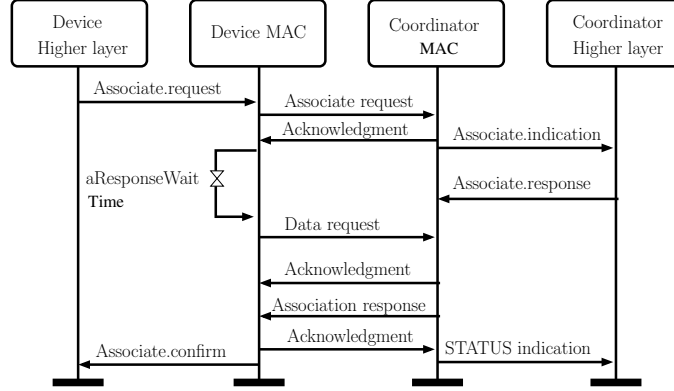 Device
Higher layer
Device MAC
Coordinator
MAC
Coordinator
Higher layer
Associate.request
Associate request
Acknowledgment
Associate.indication
aResponseWait
Time
Associate.response
Data request
Acknowledgment
Association response
Acknowledgment
Associate.confirm
STATUS indication